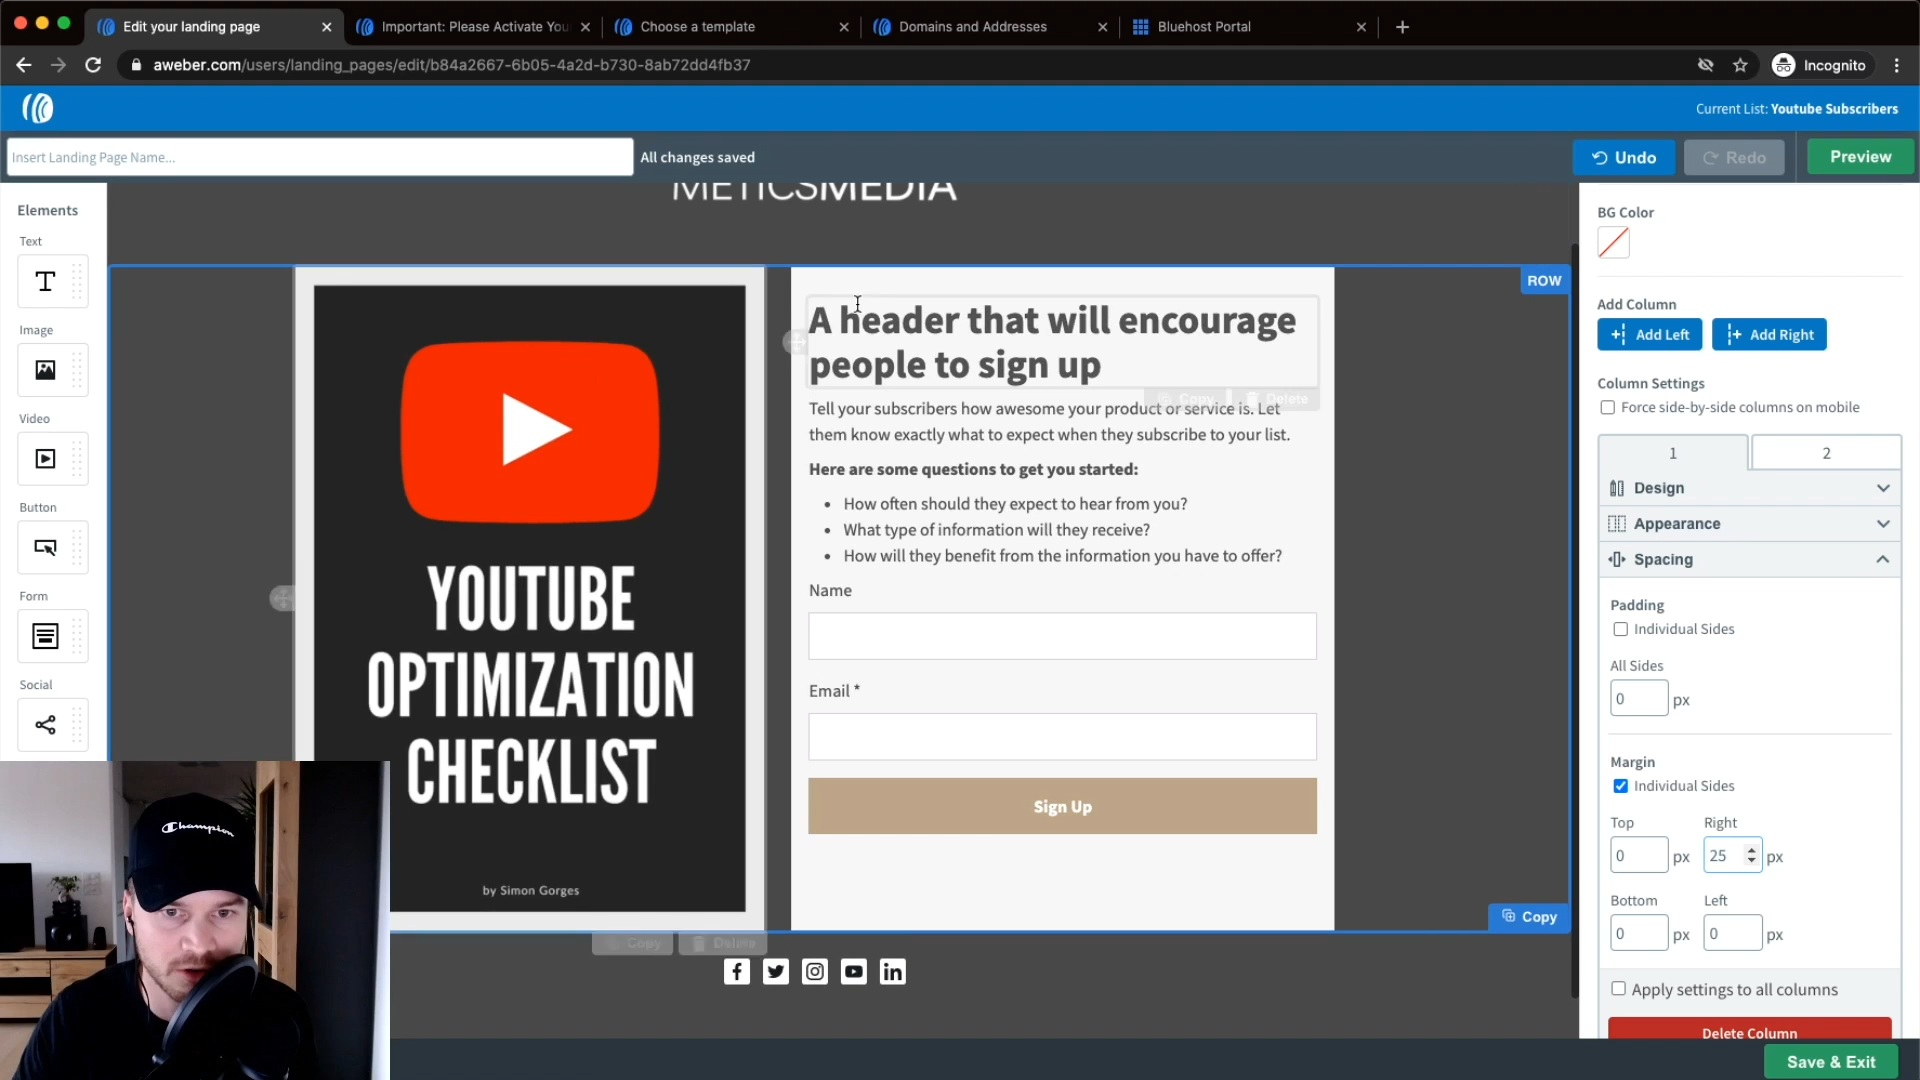 Edit your landing page
Important: Please Activate You
Choose a template
Domains and Addresses
Bluehost Portal
aweber.com/users/landing_pages/edit/b84a2667-6b05-4a2d-b730-8ab72dd4fb37
Incognito
Current List: Youtube Subscribers
Insert Landing Page Name...
All changes saved
Undo
Redo
Preview
METICSMEDIA
Elements
Text
Image
Video
Button
Form
Social
ROW
YOUTUBE
OPTIMIZATION
CHECKLIST
by Simon Gorges
Copy
Delete
A header that will encourage
people to sign up
Copy
Delete
Tell your subscribers how awesome your product or service is. Let
them know exactly what to expect when they subscribe to your list.
Here are some questions to get you started:
• How often should they expect to hear from you?
• What type of information will they receive?
• How will they benefit from the information you have to offer?
Name
Email *
Sign Up
Copy
BG Color
Add Column
Add Left
Add Right
Column Settings
Force side-by-side columns on mobile
1
2
Design
Appearance
Spacing
Padding
Individual Sides
All Sides
0 px
Margin
Individual Sides
Top
Right
0 px
25 px
Bottom
Left
0 px
0 px
Apply settings to all columns
Delete Column
Save & Exit
Champion